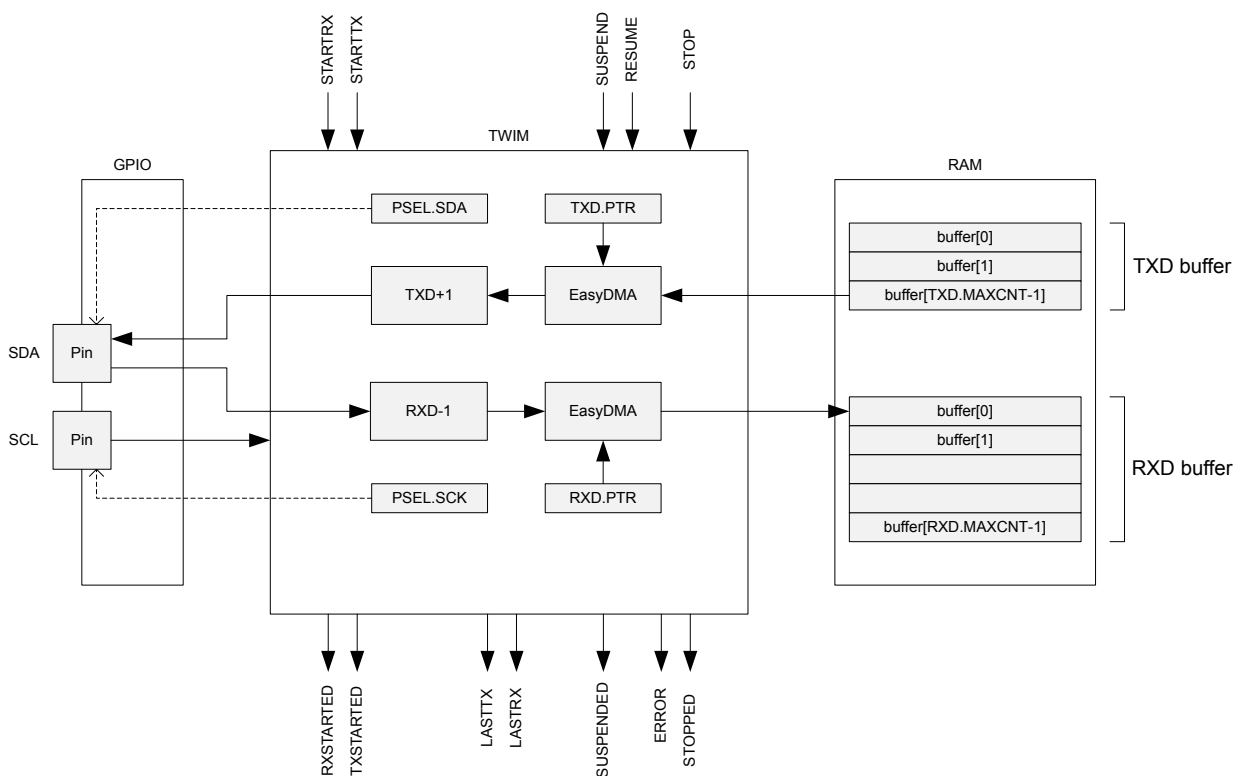 STARTRX
STARTTX
SUSPEND
RESUME
STOP
TWIM
GPIO
RAM
PSEL.SDA
TXD.PTR
buffer[0]
buffer[1]
buffer[TXD.MAXCNT-1]
TXD buffer
TXD+1
EasyDMA
SDA
Pin
RXD-1
EasyDMA
buffer[0]
buffer[1]
buffer[RXD.MAXCNT-1]
RXD buffer
SCL
Pin
PSEL.SCK
RXD.PTR
RXSTARTED
TXSTARTED
LASTTX
LASTRX
SUSPENDED
ERROR
STOPPED